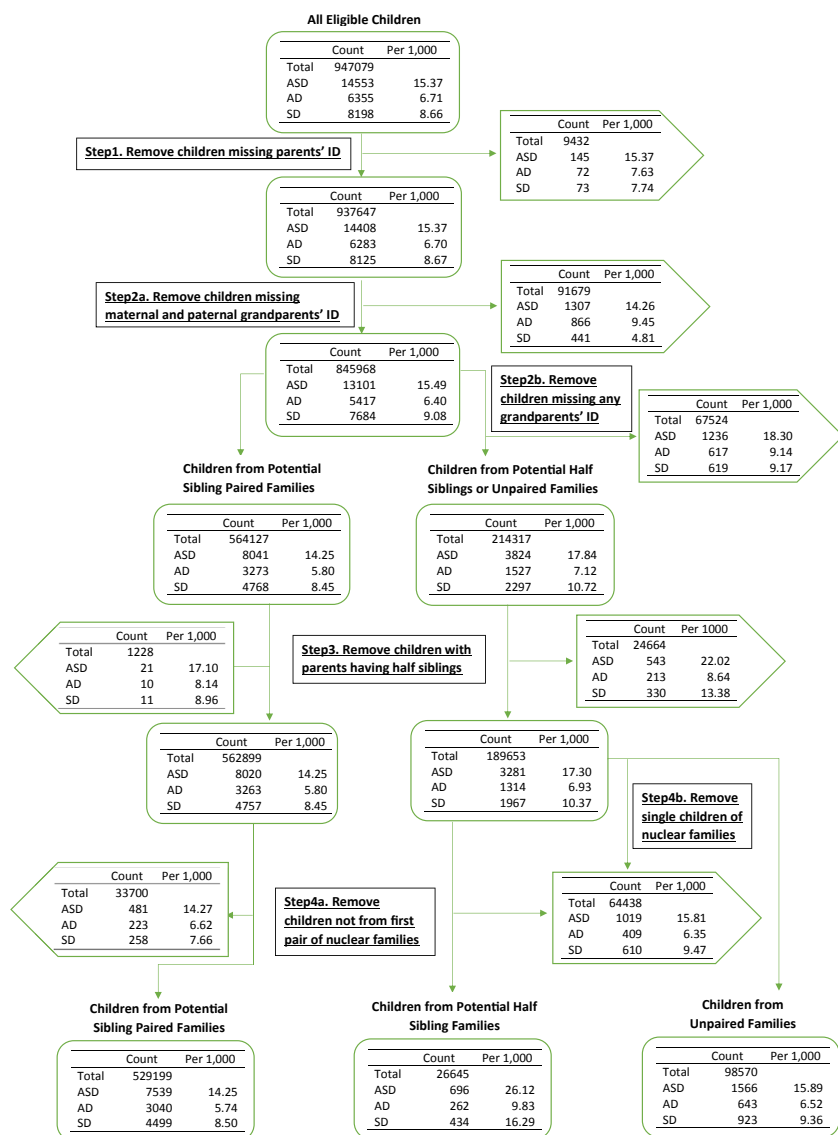 All Eligible Children
Count Per 1,000
Total 947079
ASD 14553 15.37
AD 6355 6.71
SD 8198 8.66
Step1. Remove children missing parents' ID
Count Per 1,000
Total 9432
ASD 145 15.37
AD 72 7.63
SD 73 7.74
Count Per 1,000
Total 937647
ASD 14408 15.37
AD 6283 6.70
SD 8125 8.67
Step2a. Remove children missing
maternal and paternal grandparents' ID
Count Per 1,000
Total 91679
ASD 1307 14.26
AD 866 9.45
SD 441 4.81
Count Per 1,000
Total 845968
ASD 13101 15.49
AD 5417 6.40
SD 7684 9.08
Step2b. Remove
children missing any
grandparents' ID
Count Per 1,000
Total 67524
ASD 1236 18.30
AD 617 9.14
SD 619 9.17
Children from Potential
Sibling Paired Families
Count Per 1,000
Total 564127
ASD 8041 14.25
AD 3273 5.80
SD 4768 8.45
Children from Potential Half
Siblings or Unpaired Families
Count Per 1,000
Total 214317
ASD 3824 17.84
AD 1527 7.12
SD 2297 10.72
Count Per 1,000
Total 1228
ASD 21 17.10
AD 10 8.14
SD 11 8.96
Step3. Remove children with
parents having half siblings
Count Per 1000
Total 24664
ASD 543 22.02
AD 213 8.64
SD 330 13.38
Count Per 1,000
Total 562899
ASD 8020 14.25
AD 3263 5.80
SD 4757 8.45
Count Per 1,000
Total 189653
ASD 3281 17.30
AD 1314 6.93
SD 1967 10.37
Step4b. Remove
single children of
nuclear families
Count Per 1,000
Total 33700
ASD 481 14.27
AD 223 6.62
SD 258 7.66
Step4a. Remove
children not from first
pair of nuclear families
Count Per 1,000
Total 64438
ASD 1019 15.81
AD 409 6.35
SD 610 9.47
Children from Potential
Sibling Paired Families
Count Per 1,000
Total 529199
ASD 7539 14.25
AD 3040 5.74
SD 4499 8.50
Children from Potential Half
Sibling Families
Count Per 1,000
Total 26645
ASD 696 26.12
AD 262 9.83
SD 434 16.29
Children from
Unpaired Families
Count Per 1,000
Total 98570
ASD 1566 15.89
AD 643 6.52
SD 923 9.36